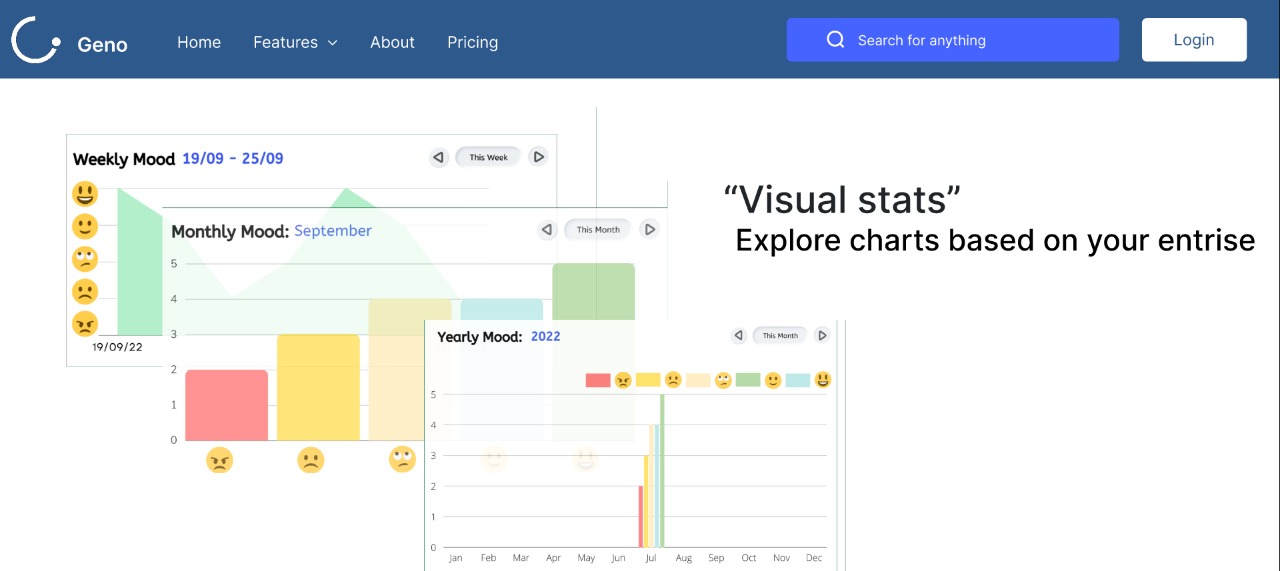 Geno
Home Features About Pricing
Search for anything
Login
Weekly Mood 19/09 - 25/09
This Week
19/09/22
Monthly Mood: September
This Month
5
4
3
2
1
0
Yearly Mood: 2022
This Month
5
4
3
2
1
0
Jan Feb Mar Apr May Jun Jul Aug Sep Oct Nov Dec
“Visual stats”
Explore charts based on your entrise